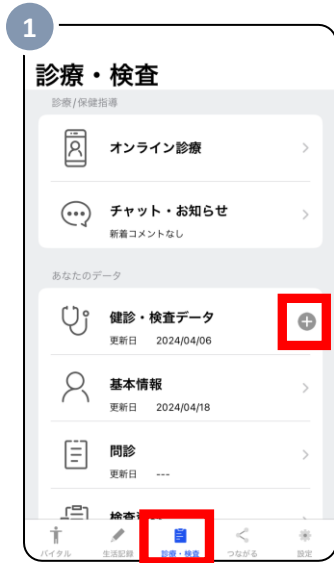 1
診療・検査
診療/保健指導
オンライン診療
チャット・お知らせ
新着コメントなし
あなたのデータ
健診・検査データ
更新日 2024/04/06
基本情報
更新日 2024/04/18
問診
更新日 ---
検査
バイタル 生活記録 診療・検査 つながる 設定